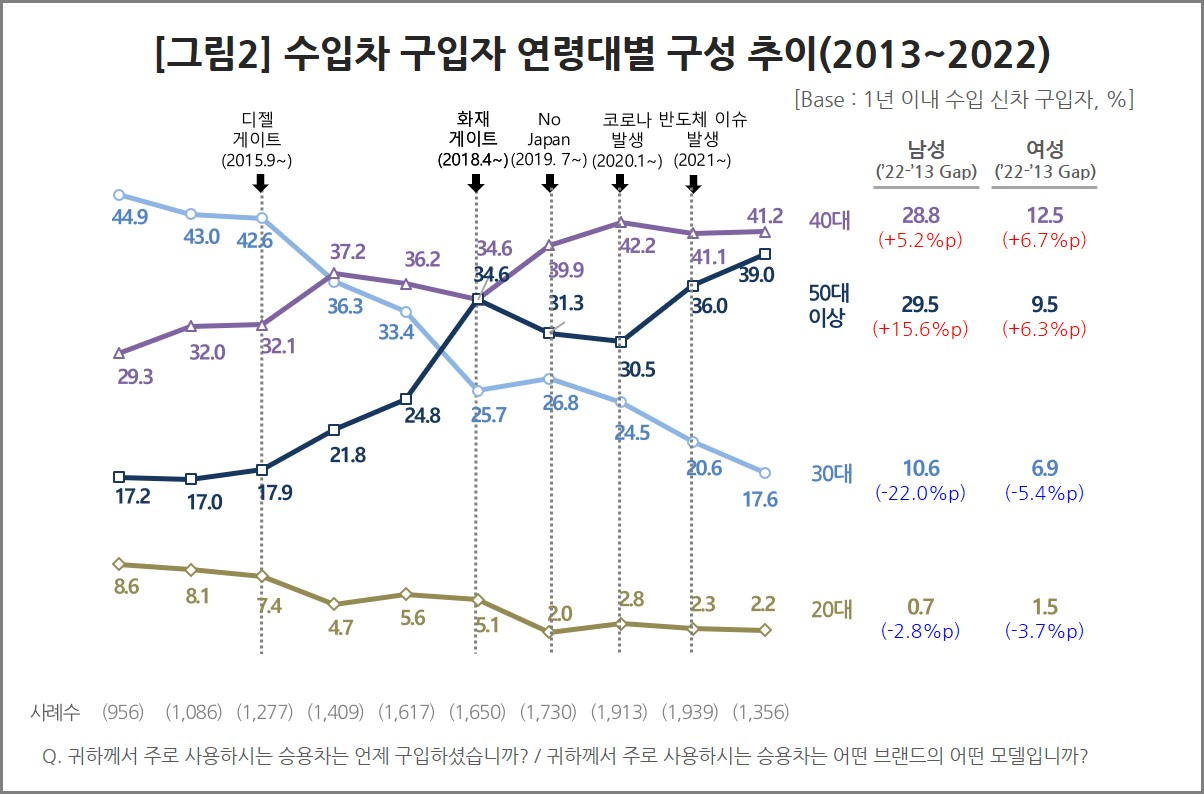 [그림2] 수입차 구입자 연령대별 구성 추이(2013~2022)
[Base : 1년 이내 수입 신차 구입자, %]
디젤
게이트
(2015.9~)
화재
게이트
(2018.4~)
No
Japan
(2019. 7~)
코로나
발생
(2020.1~)
반도체 이슈
발생
(2021~)
남성
('22-'13 Gap)
여성
('22-'13 Gap)
44.9 43.0 42.6 36.3 33.4 25.7 26.8 24.5 20.6 17.6
29.3 32.0 32.1 37.2 36.2 34.6 39.9 42.2 41.1 41.2
17.2 17.0 17.9 21.8 24.8 34.6 31.3 30.5 36.0 39.0
8.6 8.1 7.4 4.7 5.6 5.1 2.0 2.8 2.3 2.2
40대 28.8 12.5
(+5.2%p) (+6.7%p)
50대
이상
29.5 9.5
(+15.6%p) (+6.3%p)
30대 10.6 6.9
(-22.0%p) (-5.4%p)
20대 0.7 1.5
(-2.8%p) (-3.7%p)
사례수 (956) (1,086) (1,277) (1,409) (1,617) (1,650) (1,730) (1,913) (1,939) (1,356)
Q. 귀하께서 주로 사용하시는 승용차는 언제 구입하셨습니까? / 귀하께서 주로 사용하시는 승용차는 어떤 브랜드의 어떤 모델입니까?